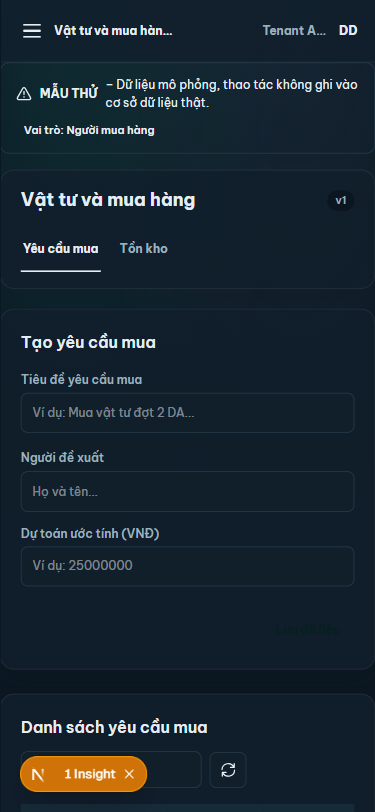 Vật tư và mua hàn...
Tenant A...
DD
MẪU THỬ
– Dữ liệu mô phỏng, thao tác không ghi vào
cơ sở dữ liệu thật.
Vai trò: Người mua hàng
Vật tư và mua hàng
v1
Yêu cầu mua
Tồn kho
Tạo yêu cầu mua
Tiêu đề yêu cầu mua
Ví dụ: Mua vật tư đợt 2 DA...
Người đề xuất
Họ và tên...
Dự toán ước tính (VNĐ)
Ví dụ: 25000000
Danh sách yêu cầu mua
N
1 Insight